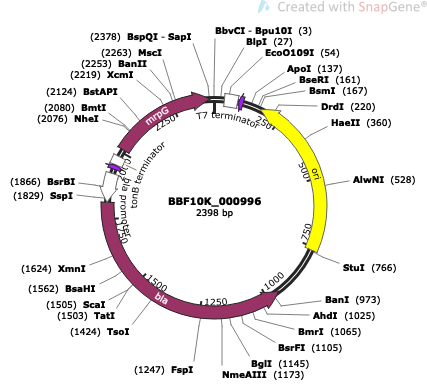 Created with SnapGene®
(2378) BspQI - SapI
(2263) MscI
(2253) BanII
(2219) XcmI
(2124) BstAPI
(2080) BmtI
(2076) NheI
(1866) BsrBI
(1829) SspI
(1624) XmnI
(1562) BsaHI
(1505) ScaI
(1503) TatI
(1424) TsoI
(1247) FspI
BbvCI - Bpu10I (3)
BlpI (27)
EcoO109I (54)
ApoI (137)
BseRI (161)
BsmI (167)
DrdI (220)
HaeII (360)
AlwNI (528)
StuI (766)
BanI (973)
AhdI (1025)
BmrI (1065)
BsrFI (1105)
BglI (1145)
NmeAIII (1173)
T7 terminator
mrpG
2250
250
ori
500
750
1000
1250
1500
bla
bla promoter
tonB terminator
BBF10K_000996
2398 bp